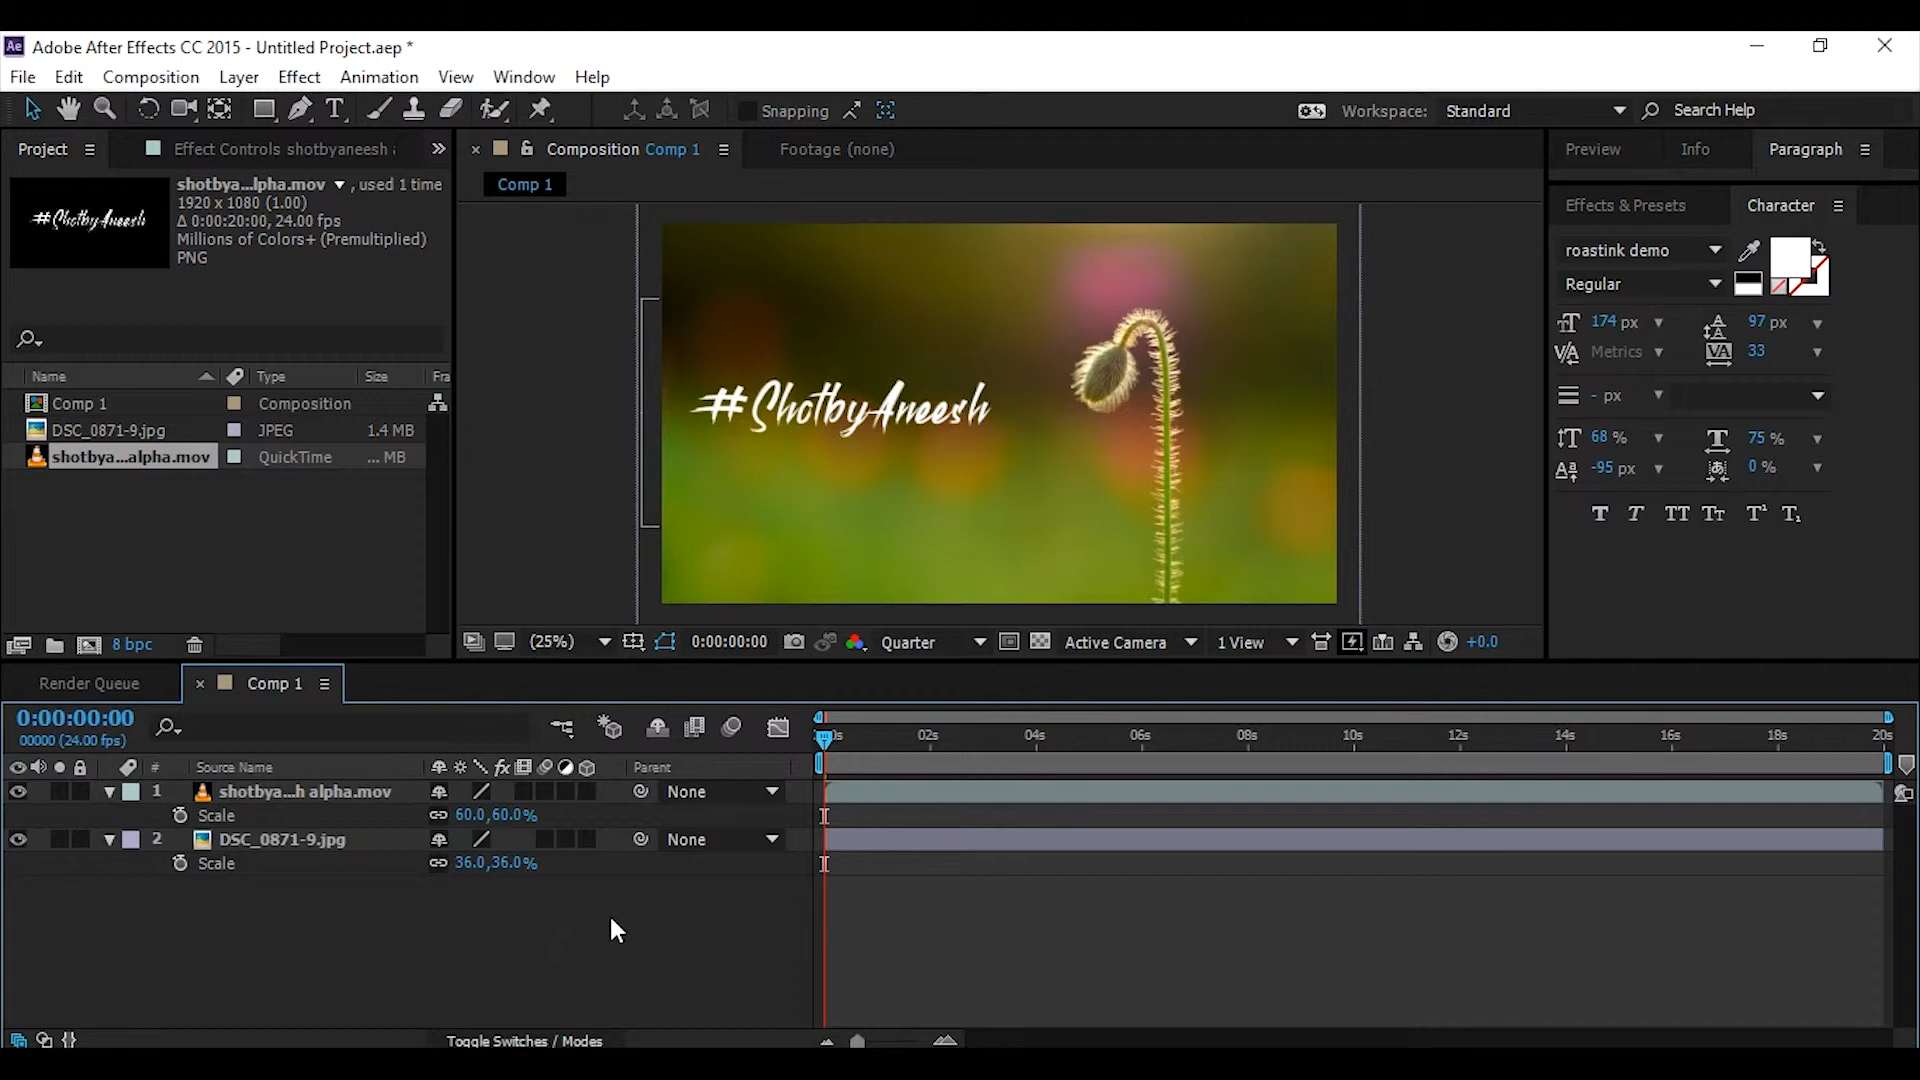 Adobe After Effects CC 2015 - Untitled Project.aep *
File Edit Composition Layer Effect Animation View Window Help
Snapping
Workspace: Standard
Search Help
Project
Effect Controls shotbyaneesh
shotbya...lpha.mov , used 1 time
1920 x 1080 (1.00)
Δ 0:00:20:00, 24.00 fps
Millions of Colors+ (Premultiplied)
PNG
#ShotbyAneesh
Name Type Size Fra
Comp 1 Composition
DSC_0871-9.jpg JPEG 1.4 MB
shotbya...alpha.mov QuickTime ... MB
8 bpc
Composition Comp 1
Footage (none)
Comp 1
#ShotbyAneesh
(25%) 0:00:00:00 Quarter Active Camera 1 View +0.0
Preview Info Paragraph
Effects & Presets Character
roastink demo
Regular
174 px 97 px
Metrics 33
- px
68 % 75 %
-95 px 0 %
T T TT Tт T¹ T₁
Render Queue Comp 1
0:00:00:00
00000 (24.00 fps)
02s 04s 06s 08s 10s 12s 14s 16s 18s 20s
# Source Name fx Parent
1 shotbya...h alpha.mov None
Scale 60.0,60.0%
2 DSC_0871-9.jpg None
Scale 36.0,36.0%
Toggle Switches / Modes